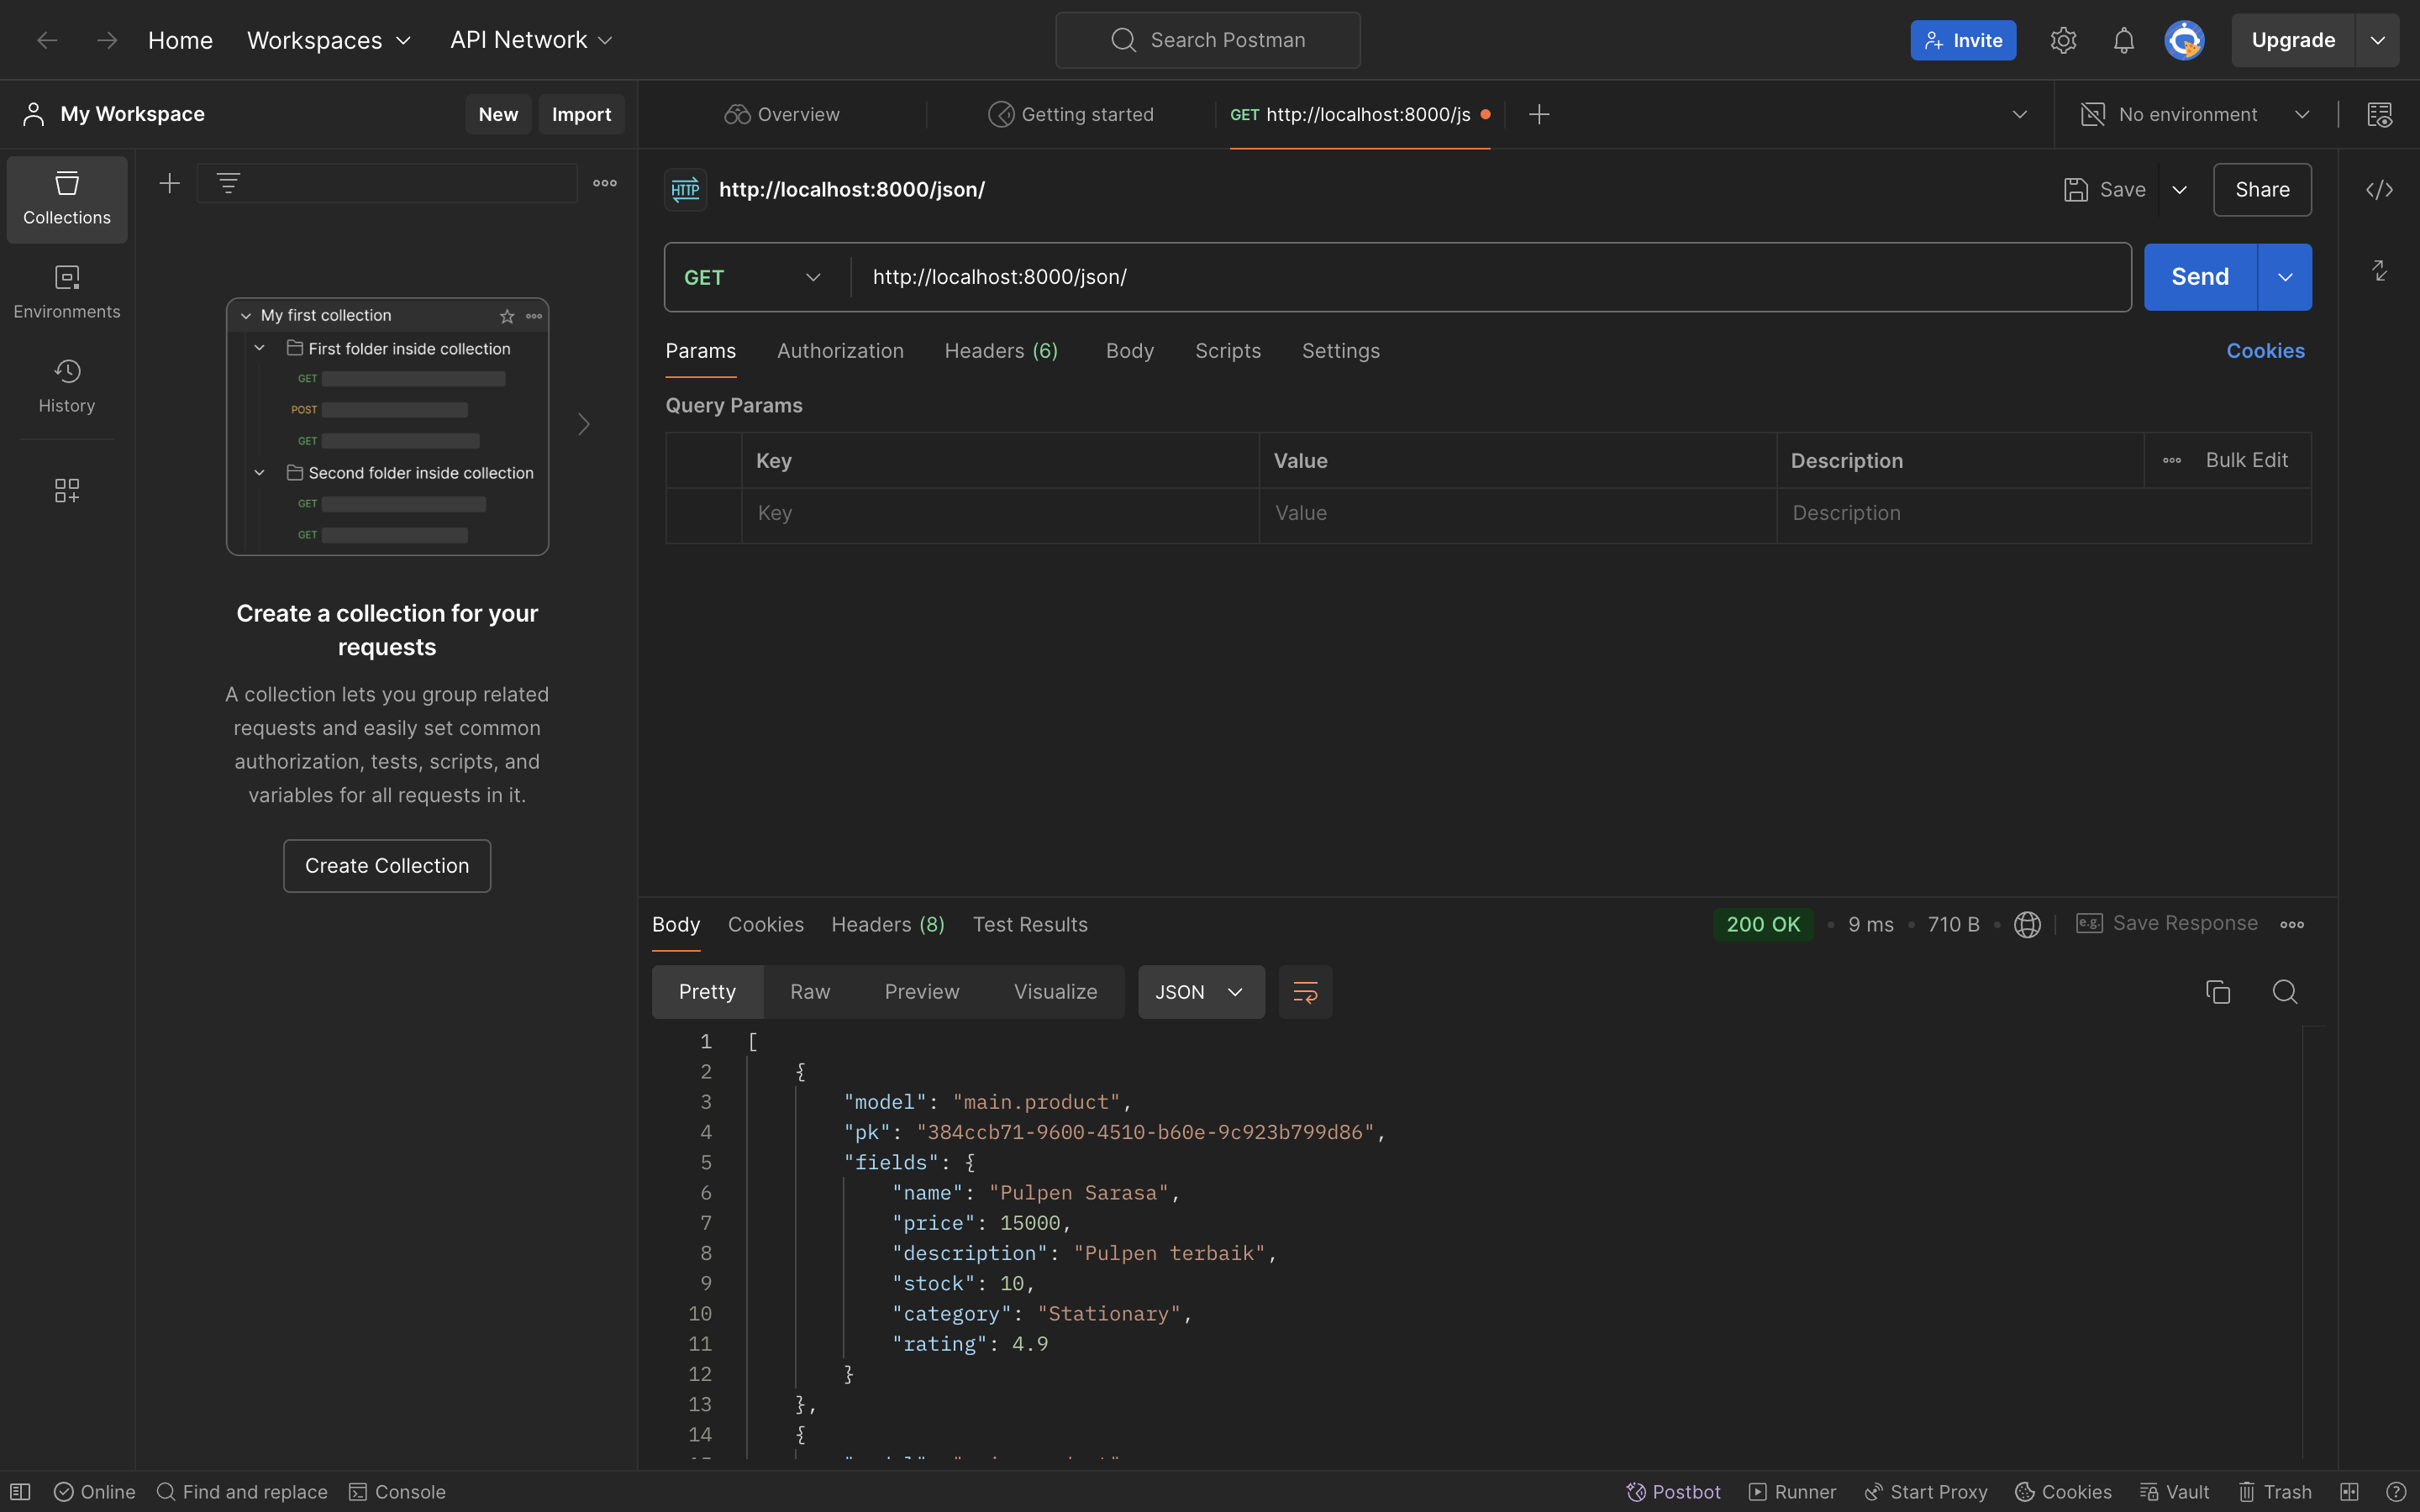 Home Workspaces API Network Search Postman Invite Upgrade
My Workspace New Import
Overview Getting started GET http://localhost:8000/js No environment
Collections
Environments
History
My first collection
First folder inside collection
GET
POST
GET
Second folder inside collection
GET
GET
Create a collection for your
requests
A collection lets you group related
requests and easily set common
authorization, tests, scripts, and
variables for all requests in it.
Create Collection
HTTP http://localhost:8000/json/ Save Share
GET http://localhost:8000/json/ Send
Params Authorization Headers (6) Body Scripts Settings Cookies
Query Params
Key Value Description Bulk Edit
Key Value Description
Body Cookies Headers (8) Test Results 200 OK 9 ms 710 B e.g. Save Response
Pretty Raw Preview Visualize JSON
1 [
2 {
3 "model": "main.product",
4 "pk": "384ccb71-9600-4510-b60e-9c923b799d86",
5 "fields": {
6 "name": "Pulpen Sarasa",
7 "price": 15000,
8 "description": "Pulpen terbaik",
9 "stock": 10,
10 "category": "Stationary",
11 "rating": 4.9
12 }
13 },
14 {
Online Find and replace Console Postbot Runner Start Proxy Cookies Vault Trash